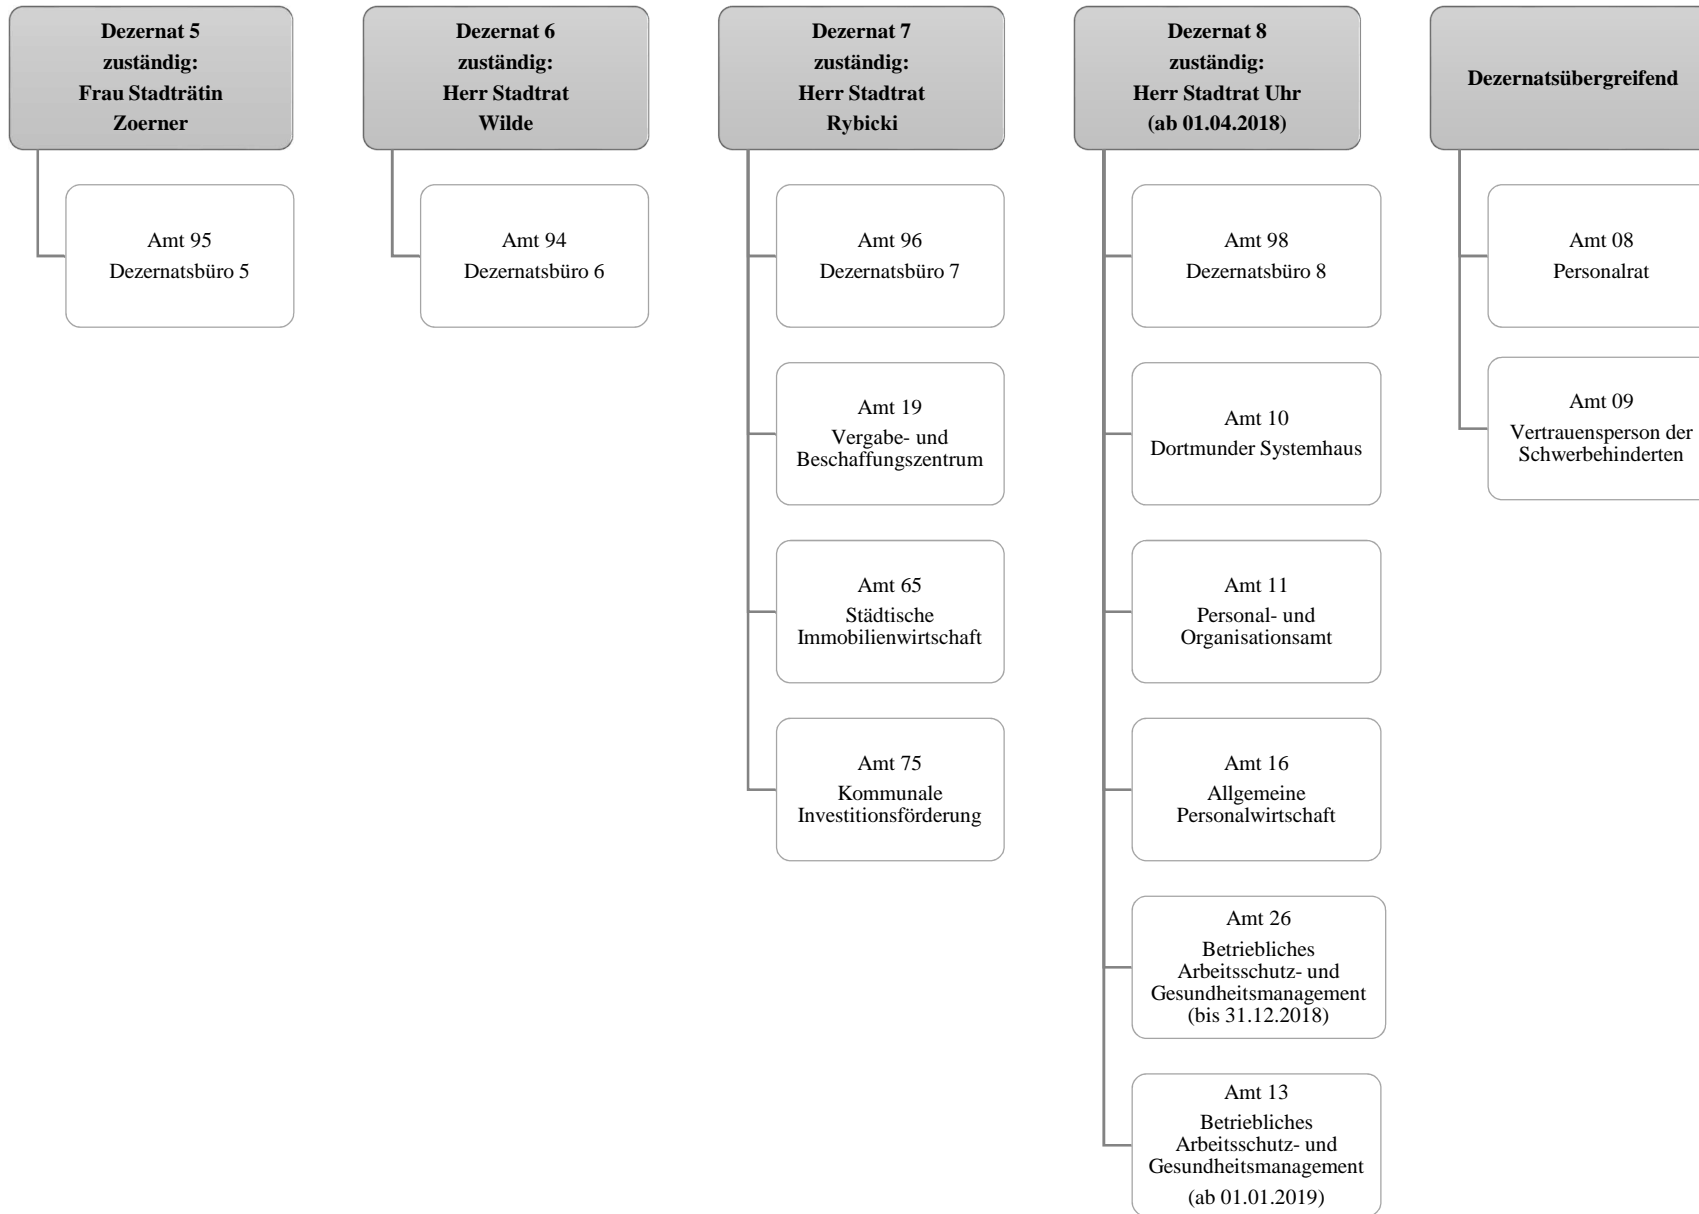 Dezernat 5
zuständig:
Frau Stadträtin
Zoerner
Amt 95
Dezernatsbüro 5
Dezernat 6
zuständig:
Herr Stadtrat
Wilde
Amt 94
Dezernatsbüro 6
Dezernat 7
zuständig:
Herr Stadtrat
Rybicki
Amt 96
Dezernatsbüro 7
Amt 19
Vergabe- und
Beschaffungszentrum
Amt 65
Städtische
Immobilienwirtschaft
Amt 75
Kommunale
Investitionsförderung
Dezernat 8
zuständig:
Herr Stadtrat Uhr
(ab 01.04.2018)
Amt 98
Dezernatsbüro 8
Amt 10
Dortmunder Systemhaus
Amt 11
Personal- und
Organisationsamt
Amt 16
Allgemeine
Personalwirtschaft
Amt 26
Betriebliches
Arbeitsschutz- und
Gesundheitsmanagement
(bis 31.12.2018)
Amt 13
Betriebliches
Arbeitsschutz- und
Gesundheitsmanagement
(ab 01.01.2019)
Dezernatsübergreifend
Amt 08
Personalrat
Amt 09
Vertrauensperson der
Schwerbehinderten